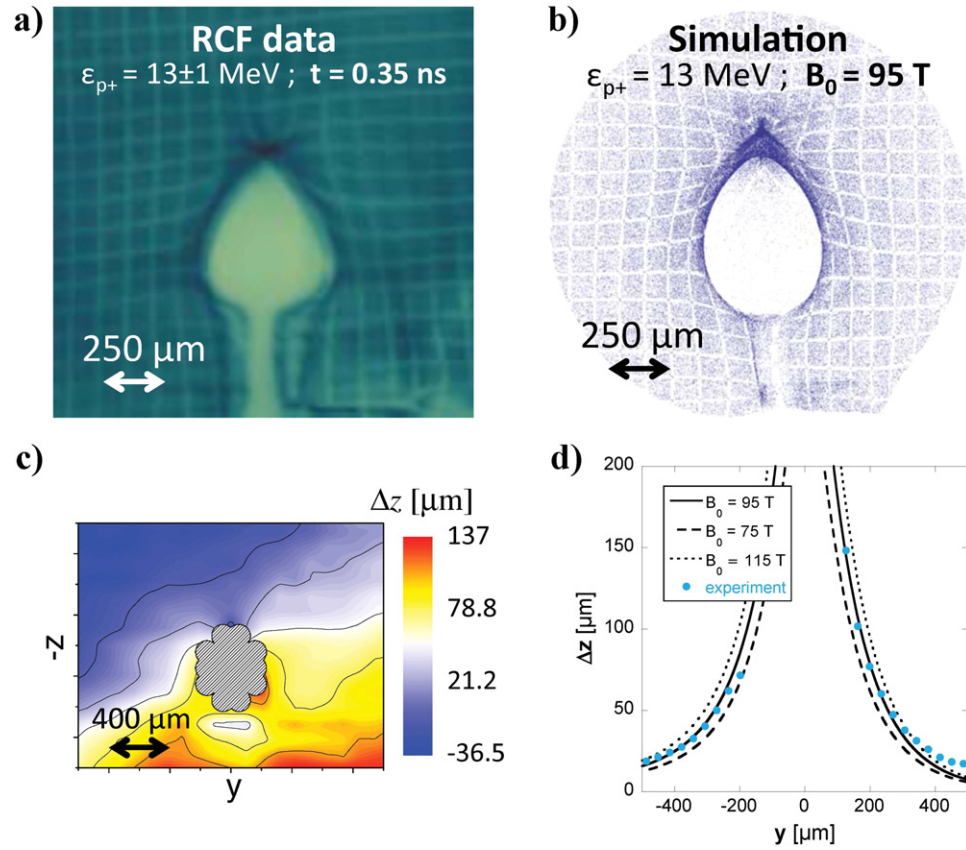 a)
RCF data
εp+ = 13±1 MeV ; t = 0.35 ns
250 μm
b)
Simulation
εp+ = 13 MeV ; B0 = 95 T
250 μm
c)
Δz [μm]
137
78.8
21.2
-36.5
-z
400 μm
y
d)
200
150
100
50
0
Δz [μm]
B0 = 95 T
B0 = 75 T
B0 = 115 T
experiment
-400 -200 0 200 400
y [μm]